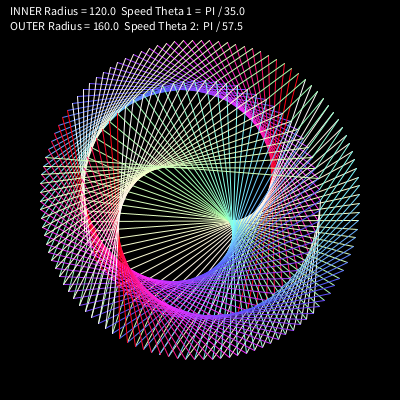 INNER Radius = 120.0  Speed Theta 1 =  PI / 35.0
OUTER Radius = 160.0  Speed Theta 2:  PI / 57.5